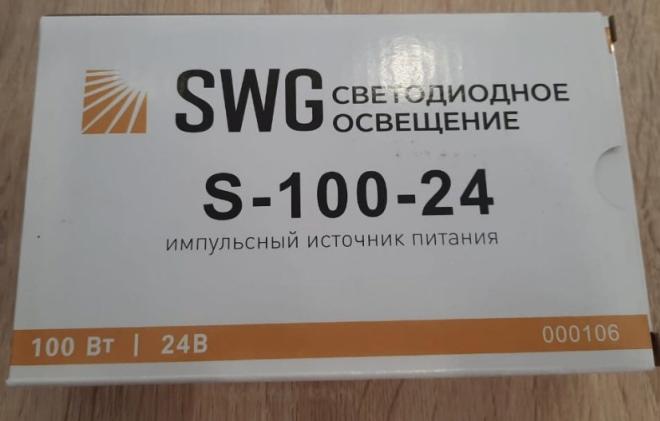 SWG СВЕТОДИОДНОЕ
ОСВЕЩЕНИЕ
S-100-24
импульсный источник питания
100 Вт | 24В
000106